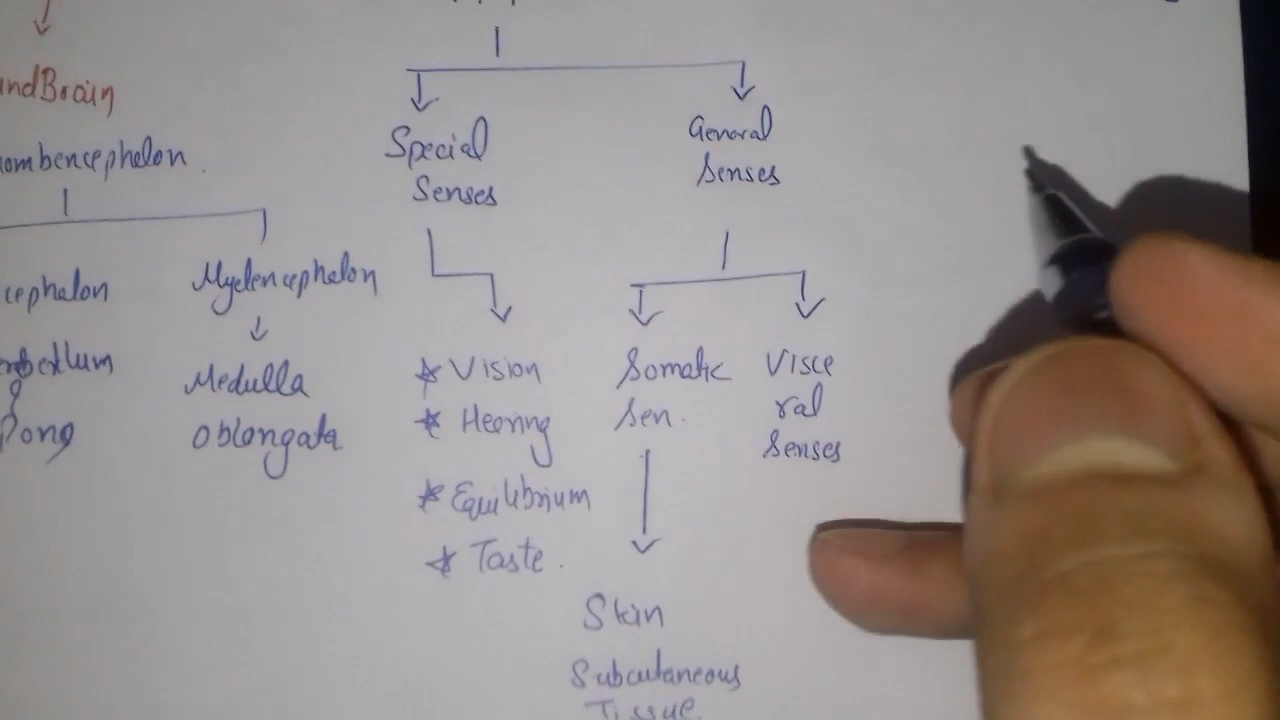 HindBrain
ombencephalon
cephalon
Myelencephalon
Medulla
Oblongata
Pons
Special
Senses
* Vision
* Hearing
* Equilibrium
* Taste.
General
Senses
Somatic
Sen.
Visce
ral
Senses
Skin
Subcutaneous
Tissue